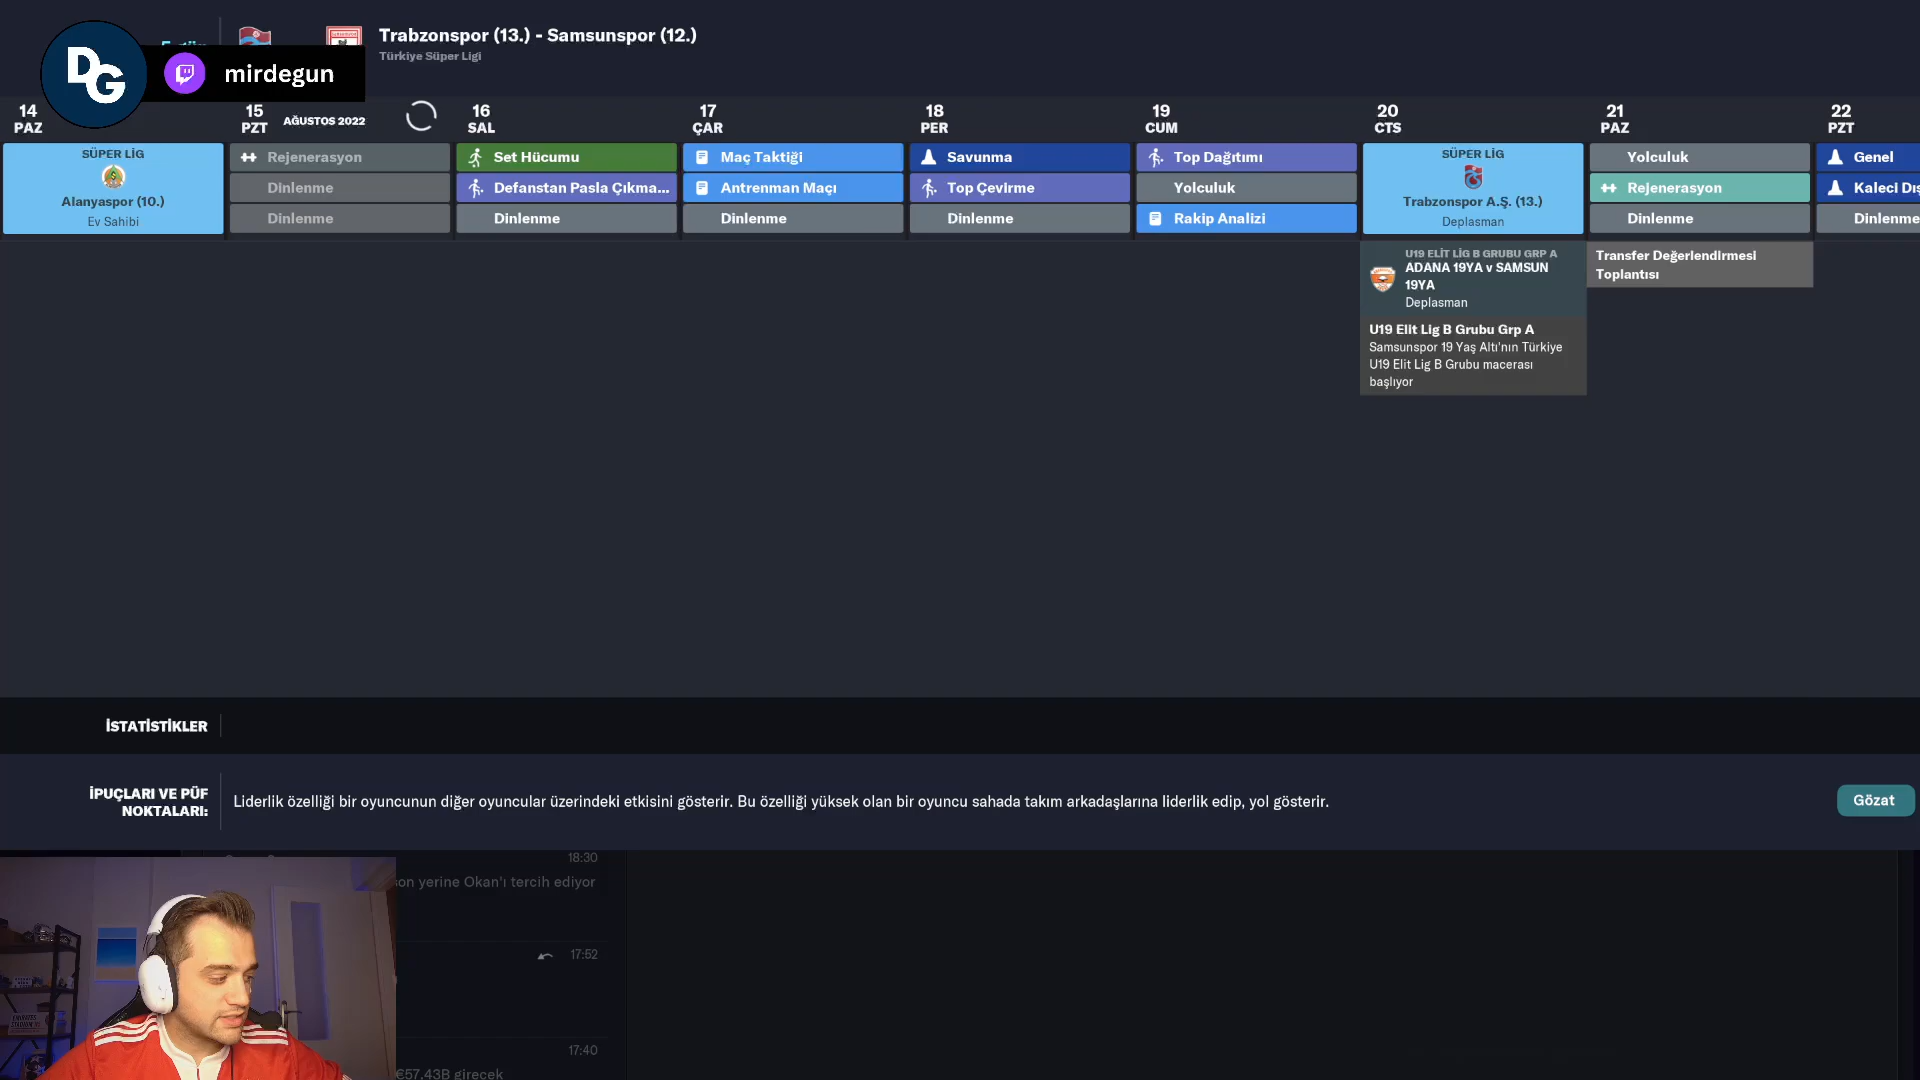 Trabzonspor (13.) - Samsunspor (12.)
Türkiye Süper Ligi
DG
mirdegun
14
PAZ
15
PZT
AĞUSTOS 2022
16
SAL
17
ÇAR
18
PER
19
CUM
20
CTS
21
PAZ
22
PZT
SÜPER LİG
Alanyaspor (10.)
Ev Sahibi
Rejenerasyon
Dinlenme
Dinlenme
Set Hücumu
Defanstan Pasla Çıkma...
Dinlenme
Maç Taktiği
Antrenman Maçı
Dinlenme
Savunma
Top Çevirme
Dinlenme
Top Dağıtımı
Yolculuk
Rakip Analizi
SÜPER LİG
Trabzonspor A.Ş. (13.)
Deplasman
Yolculuk
Rejenerasyon
Dinlenme
Genel
Kaleci Dış
Dinlenme
U19 ELİT LİG B GRUBU GRP A
ADANA 19YA v SAMSUN
19YA
Deplasman
U19 Elit Lig B Grubu Grp A
Samsunspor 19 Yaş Altı'nın Türkiye
U19 Elit Lig B Grubu macerası
başlıyor
Transfer Değerlendirmesi
Toplantısı
İSTATİSTİKLER
İPUÇLARI VE PÜF
NOKTALARI:
Liderlik özelliği bir oyuncunun diğer oyuncular üzerindeki etkisini gösterir. Bu özelliği yüksek olan bir oyuncu sahada takım arkadaşlarına liderlik edip, yol gösterir.
Gözat
18:30
yerine Okan'ı tercih ediyor
17:52
17:40
€57,43B girecek